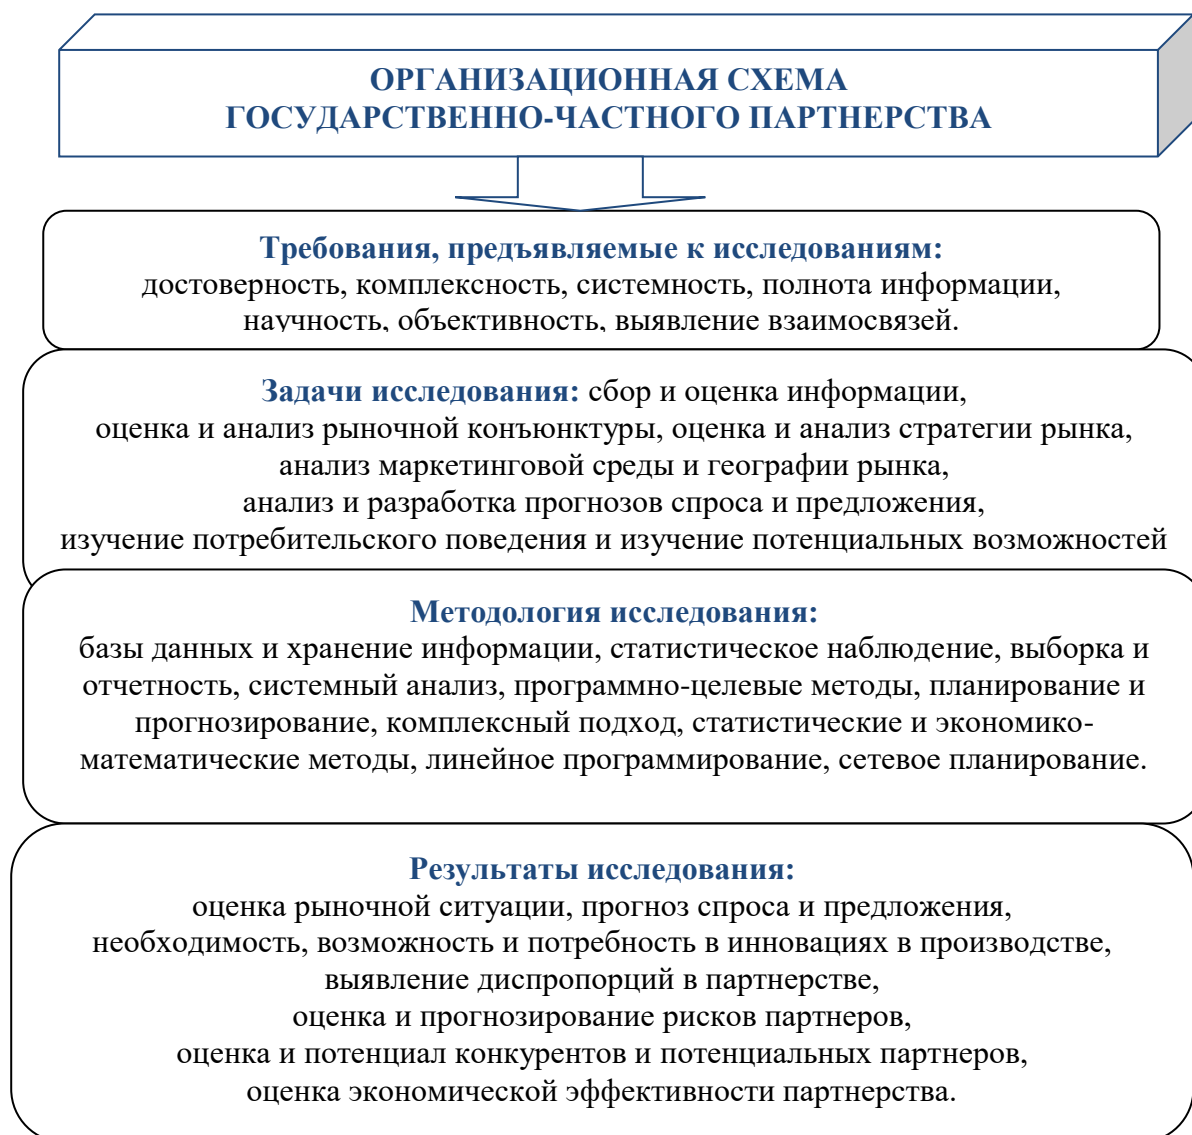 ОРГАНИЗАЦИОННАЯ СХЕМА
ГОСУДАРСТВЕННО-ЧАСТНОГО ПАРТНЕРСТВА
Требования, предъявляемые к исследованиям:
достоверность, комплексность, системность, полнота информации,
научность, объективность, выявление взаимосвязей.
Задачи исследования: сбор и оценка информации,
оценка и анализ рыночной конъюнктуры, оценка и анализ стратегии рынка,
анализ маркетинговой среды и географии рынка,
анализ и разработка прогнозов спроса и предложения,
изучение потребительского поведения и изучение потенциальных возможностей
Методология исследования:
базы данных и хранение информации, статистическое наблюдение, выборка и
отчетность, системный анализ, программно-целевые методы, планирование и
прогнозирование, комплексный подход, статистические и экономико-
математические методы, линейное программирование, сетевое планирование.
Результаты исследования:
оценка рыночной ситуации, прогноз спроса и предложения,
необходимость, возможность и потребность в инновациях в производстве,
выявление диспропорций в партнерстве,
оценка и прогнозирование рисков партнеров,
оценка и потенциал конкурентов и потенциальных партнеров,
оценка экономической эффективности партнерства.